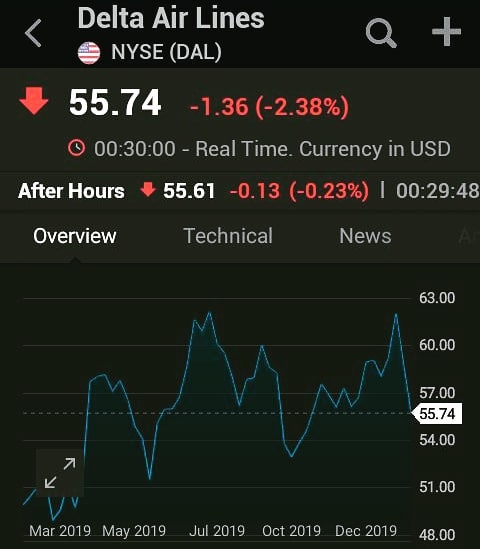 Delta Air Lines
NYSE (DAL)
55.74 -1.36 (-2.38%)
00:30:00 - Real Time. Currency in USD
After Hours 55.61 -0.13 (-0.23%) | 00:29:48
Overview Technical News
63.00
60.00
57.00
55.74
54.00
51.00
48.00
Mar 2019 May 2019 Jul 2019 Oct 2019 Dec 2019